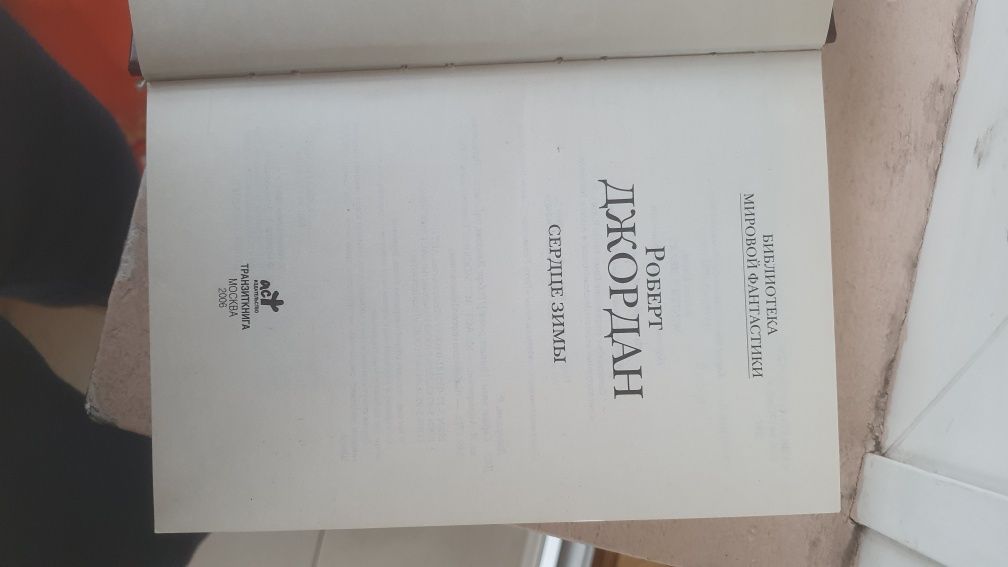 БИБЛИОТЕКА
МИРОВОЙ ФАНТАСТИКИ
РОБЕРТ
ДЖОРДАН
СЕРДЦЕ ЗИМЫ
аст
ИЗДАТЕЛЬСТВО
ТРАНЗИТКНИГА
МОСКВА
2006